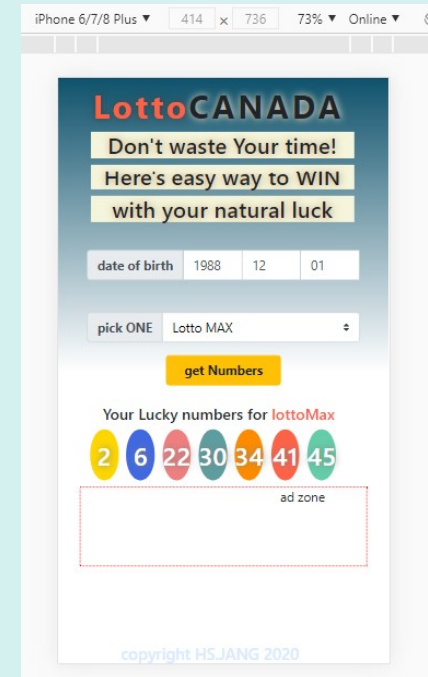 iPhone 6/7/8 Plus ▼ 414 x 736 73% ▼ Online ▼
LottoCANADA
Don't waste Your time!
Here's easy way to WIN
with your natural luck
date of birth 1988 12 01
pick ONE Lotto MAX
get Numbers
Your Lucky numbers for lottoMax
2 6 22 30 34 41 45
ad zone
copyright HS.JANG 2020